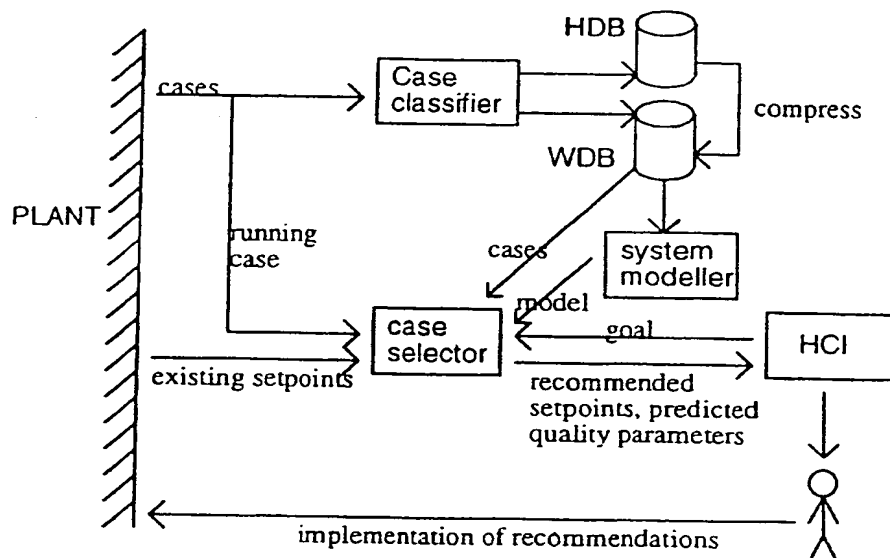 HDB
cases
Case
classifier
compress
WDB
PLANT
running
case
cases
system
modeller
model
goal
case
selector
HCI
existing setpoints
recommended
setpoints, predicted
quality parameters
implementation of recommendations